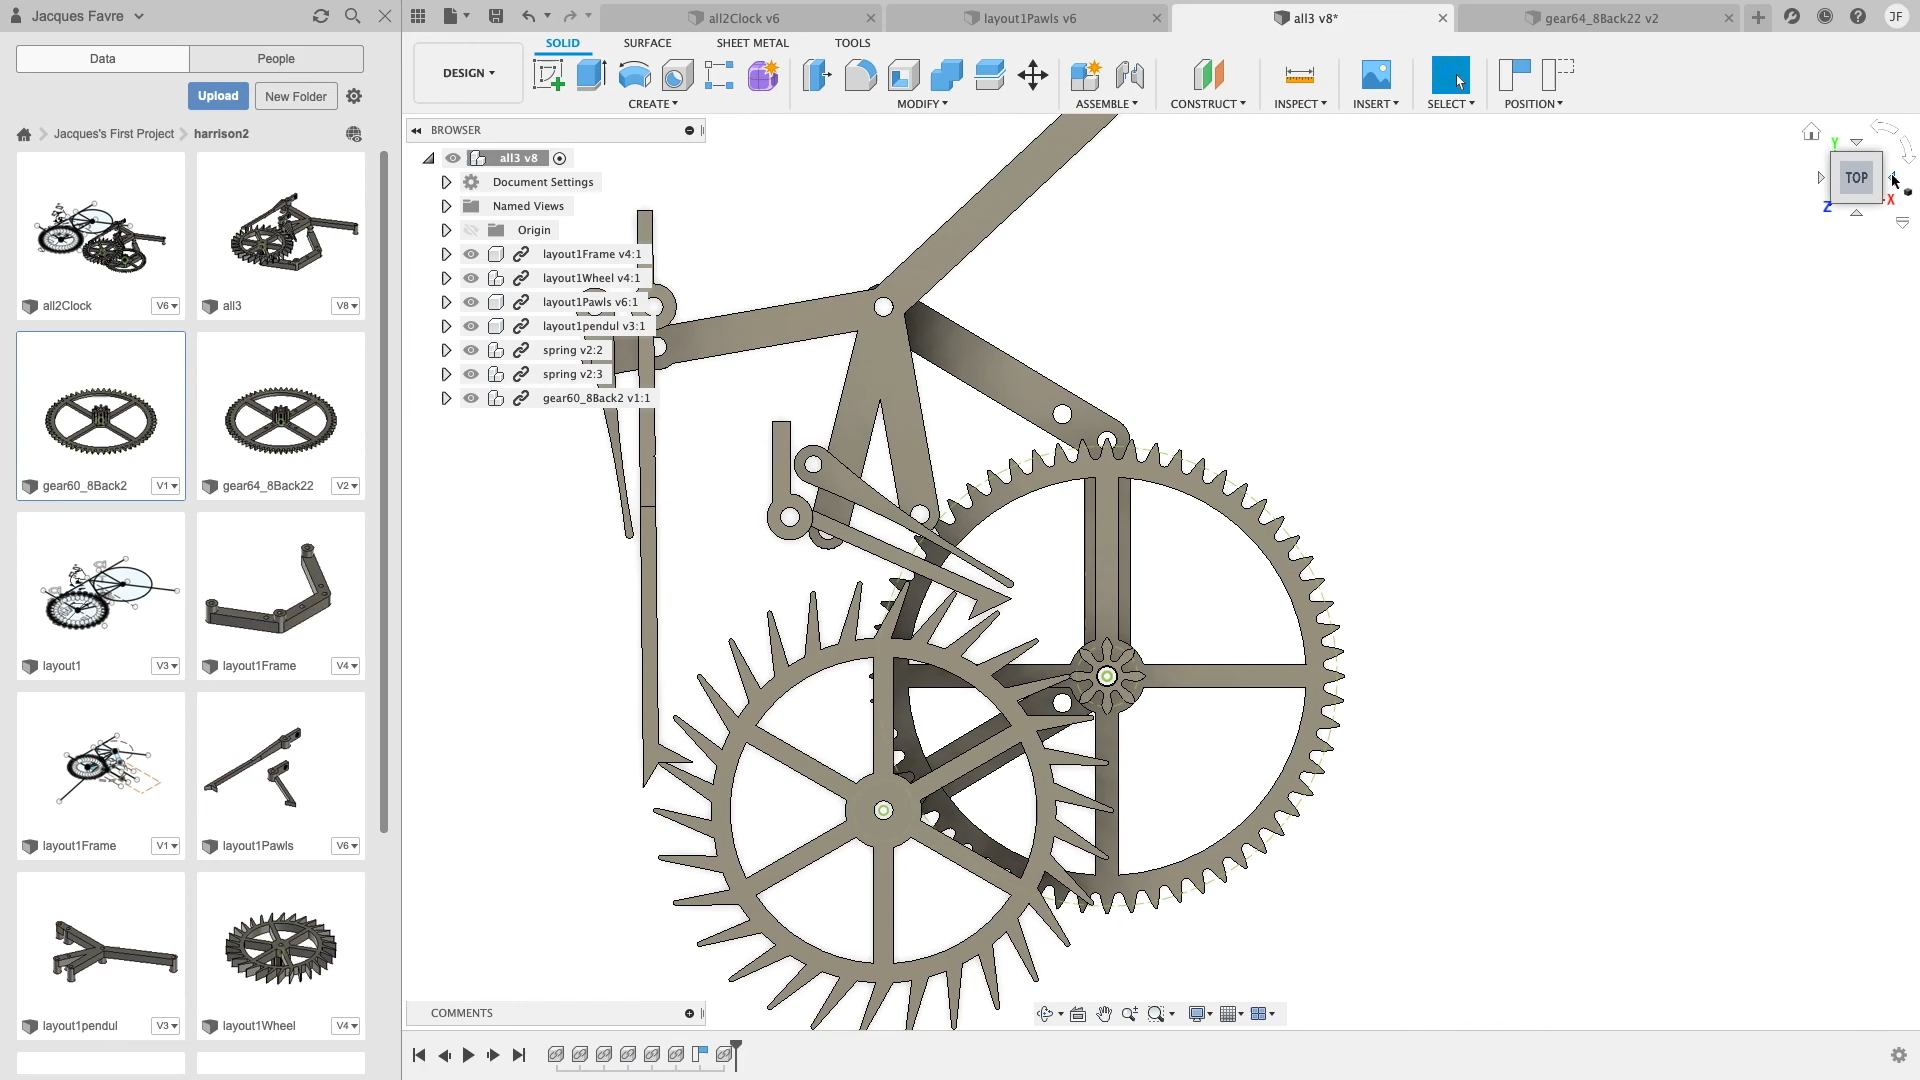 Jacques Favre
all2Clock v6
layout1Pawls v6
all3 v8*
gear64_8Back22 v2
JF
Data
People
Upload
New Folder
Jacques's First Project
harrison2
all2Clock
V6
all3
V8
gear60_8Back2
V1
gear64_8Back22
V2
layout1
V3
layout1Frame
V4
layout1Frame
V1
layout1Pawls
V6
layout1pendul
V3
layout1Wheel
V4
DESIGN
SOLID
SURFACE
SHEET METAL
TOOLS
CREATE
MODIFY
ASSEMBLE
CONSTRUCT
INSPECT
INSERT
SELECT
POSITION
BROWSER
all3 v8
Document Settings
Named Views
Origin
layout1Frame v4:1
layout1Wheel v4:1
layout1Pawls v6:1
layout1pendul v3:1
spring v2:2
spring v2:3
gear60_8Back2 v1:1
Y
TOP
X
Z
COMMENTS